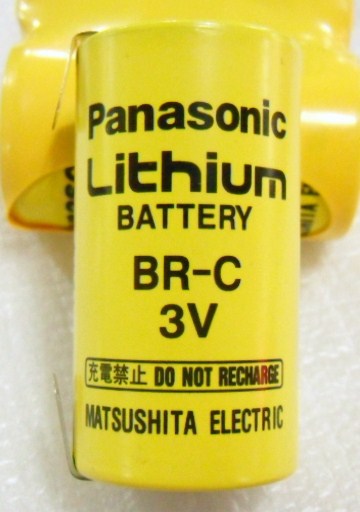 Panasonic
Lithium
BATTERY
BR-C
3V
充電禁止 DO NOT RECHARGE
MATSUSHITA ELECTRIC